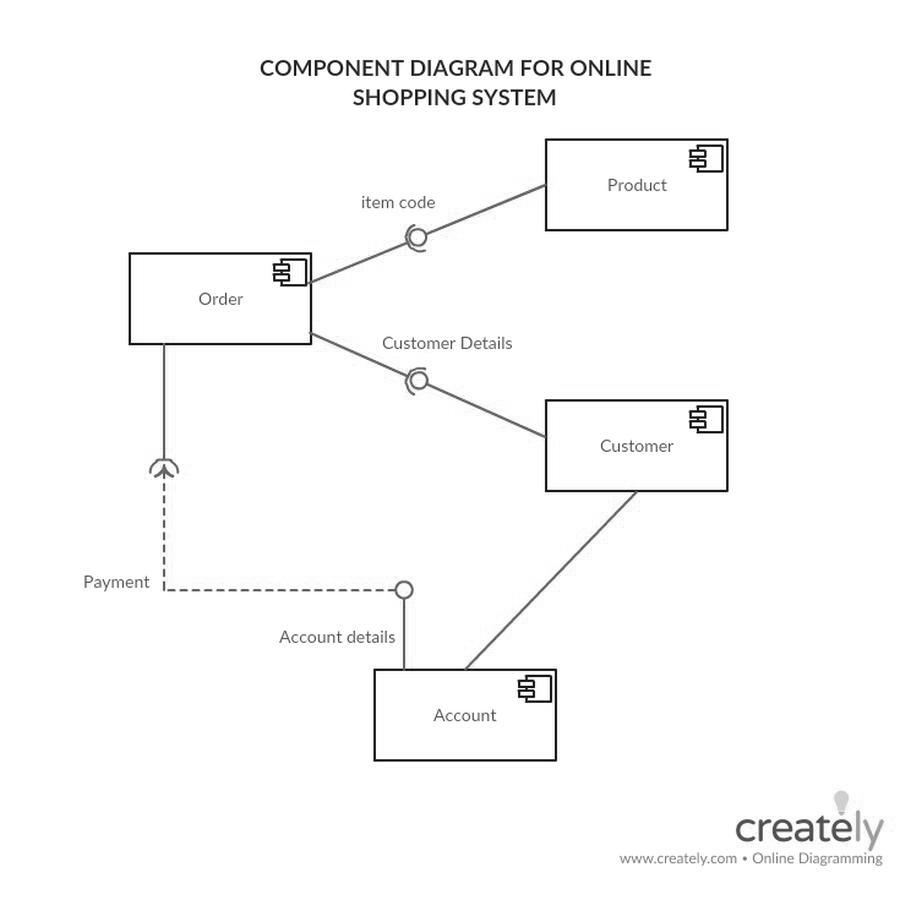 COMPONENT DIAGRAM FOR ONLINE
SHOPPING SYSTEM
Product
item code
Order
Customer Details
Customer
Payment
Account details
Account
creately
www.creately.com • Online Diagramming